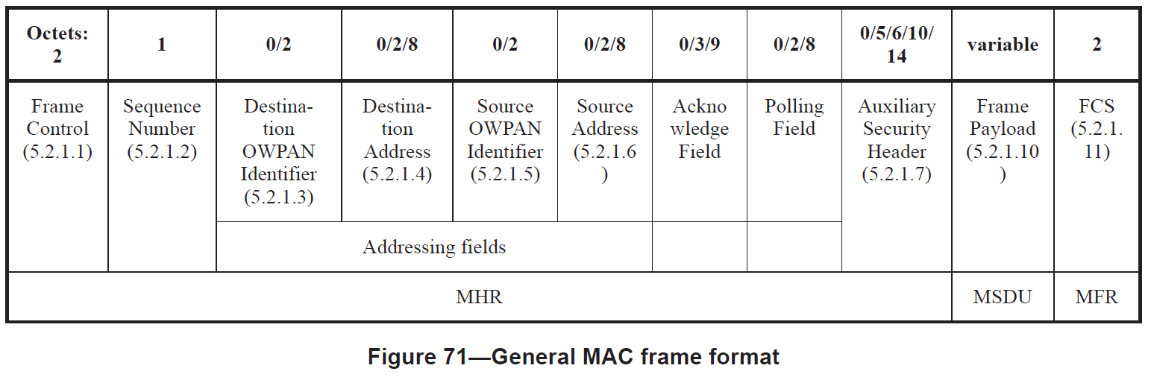 Octets:
2
1
0/2
0/2/8
0/2
0/2/8
0/3/9
0/2/8
0/5/6/10/
14
variable
2
Frame
Control
(5.2.1.1)
Sequence
Number
(5.2.1.2)
Destina-
tion
OWPAN
Identifier
(5.2.1.3)
Destina-
tion
Address
(5.2.1.4)
Source
OWPAN
Identifier
(5.2.1.5)
Source
Address
(5.2.1.6
)
Ackno
wledge
Field
Polling
Field
Auxiliary
Security
Header
(5.2.1.7)
Frame
Payload
(5.2.1.10
)
FCS
(5.2.1.
11)
Addressing fields
MHR
MSDU
MFR
Figure 71—General MAC frame format